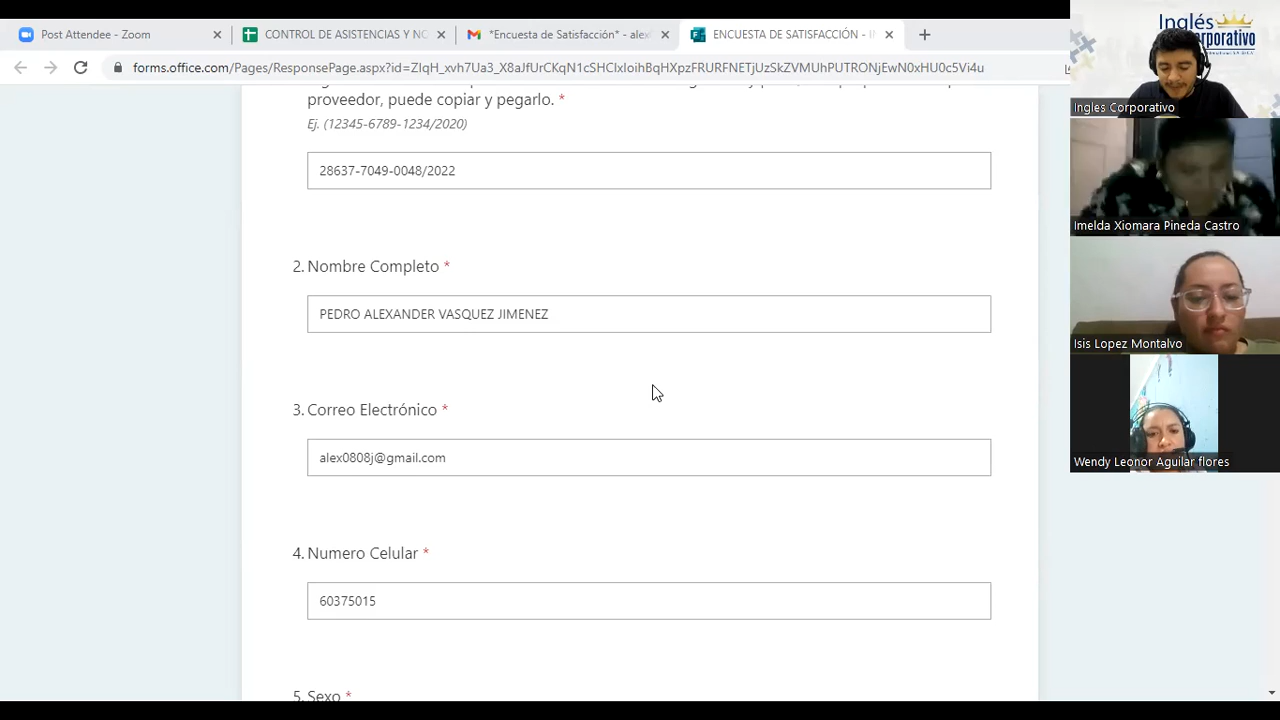 Post Attendee - Zoom
CONTROL DE ASISTENCIAS Y NO
*Encuesta Satisfacción* - alex
ENCUESTA DE SATISFACCIÓN - I
forms.office.com/Pages/ResponsePage.aspx?id=
proveedor, puede copiar y pegarlo. *
Ej. (12345-6789-1234/2020)
28637-7049-0048/2022
2. Nombre Completo *
PEDRO ALEXANDER VASQUEZ JIMENEZ
3. Correo Electrónico *
alex0808j@gmail.com
4. Numero Celular *
60375015
5. Sexo *
Inglés
Corporativo
Ingles Corporativo
Imelda Xiomara Pineda Castro
Isis Lopez Montalvo
Wendy Leonor Aguilar flores